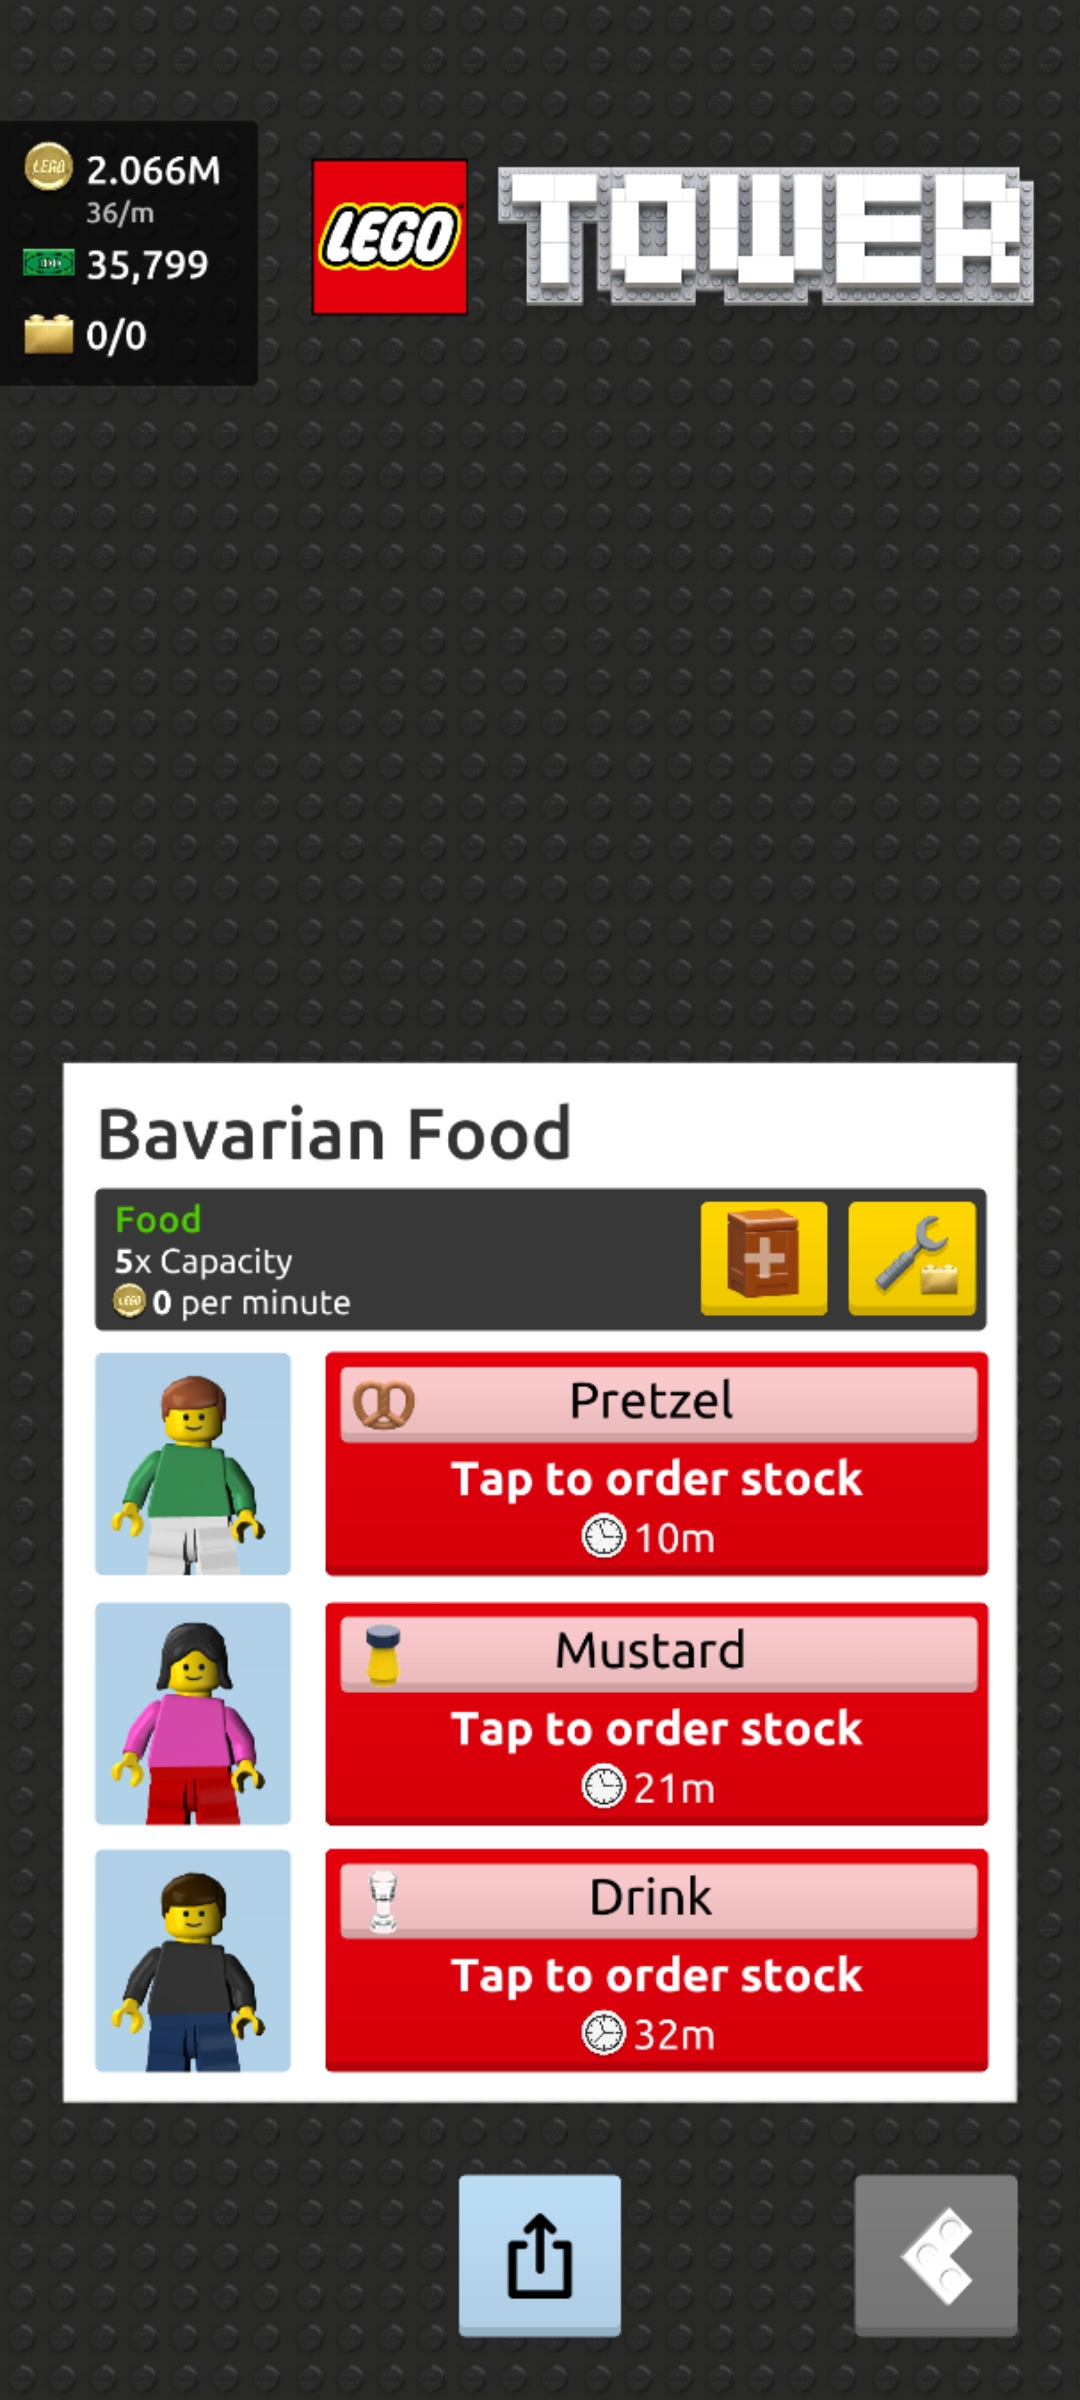 2.066M
36/m
35,799
0/0
LEGO TOWER
Bavarian Food
Food
5x Capacity
LEGO 0 per minute
Pretzel
Tap to order stock
10m
Mustard
Tap to order stock
21m
Drink
Tap to order stock
32m